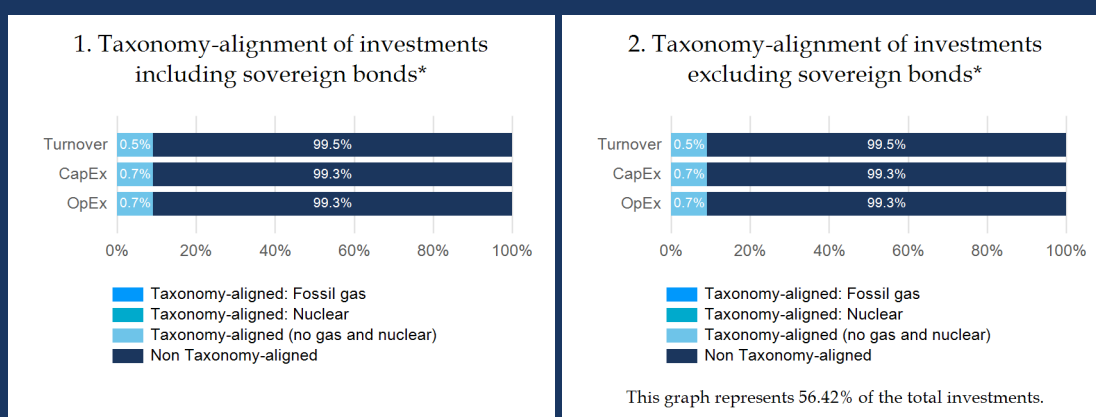 1. Taxonomy-alignment of investments
including sovereign bonds*
Turnover 0.5% 99.5%
CapEx 0.7% 99.3%
OpEx 0.7% 99.3%
0% 20% 40% 60% 80% 100%
Taxonomy-aligned: Fossil gas
Taxonomy-aligned: Nuclear
Taxonomy-aligned (no gas and nuclear)
Non Taxonomy-aligned
2. Taxonomy-alignment of investments
excluding sovereign bonds*
Turnover 0.5% 99.5%
CapEx 0.7% 99.3%
OpEx 0.7% 99.3%
0% 20% 40% 60% 80% 100%
Taxonomy-aligned: Fossil gas
Taxonomy-aligned: Nuclear
Taxonomy-aligned (no gas and nuclear)
Non Taxonomy-aligned
This graph represents 56.42% of the total investments.